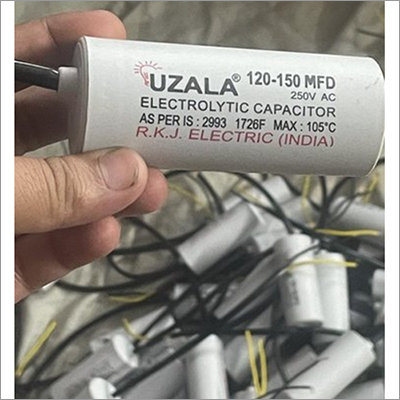 UZALA® 120-150 MFD
250V AC
ELECTROLYTIC CAPACITOR
AS PER IS : 2993 1726F MAX : 105°C
R.K.J. ELECTRIC (INDIA)